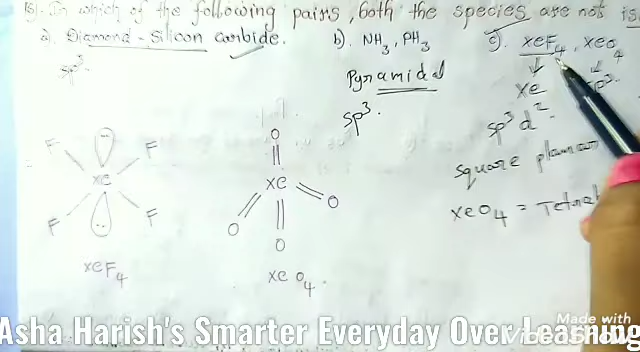 15. In which of the following pairs, both the species are not is
a. Diamond - Silicon carbide.
b). NH3, PH3
c). XeF4, XeO4
sp3
Pyramidal
sp3.
Xe
sp3.
sp3d2
square planar
XeO4 = Tetrah
F F
Xe
F F
XeF4
O
Xe
O O
O
XeO4.
Made with
Asha Harish's Smarter Everyday Over Learning